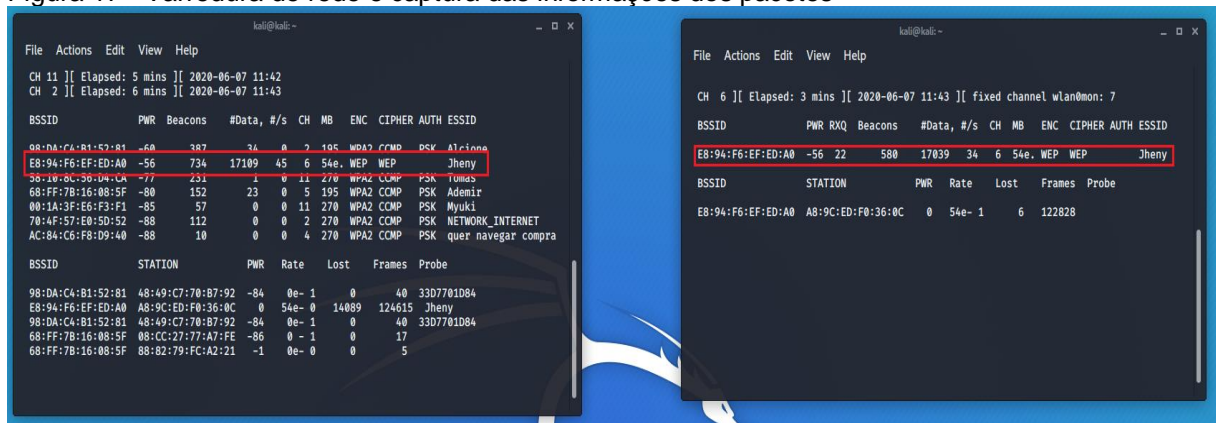 Figura 17 – Varredura de rede e captura das informações dos pacotes
kali@kali: ~
File Actions Edit View Help
CH 11 ][ Elapsed: 5 mins ][ 2020-06-07 11:42
CH 2 ][ Elapsed: 6 mins ][ 2020-06-07 11:43
BSSID PWR Beacons #Data, #/s CH MB ENC CIPHER AUTH ESSID
98:DA:C4:B1:52:81 -60 387 34 0 2 195 WPA2 CCMP PSK Alcione
E8:94:F6:EF:ED:A0 -56 734 17109 45 6 54e. WEP WEP Jheny
58:10:8C:56:D4:CA -77 231 1 0 11 270 WPA2 CCMP PSK Tomas
68:FF:7B:16:08:5F -80 152 23 0 5 195 WPA2 CCMP PSK Ademir
00:1A:3F:E6:F3:F1 -85 57 0 0 11 270 WPA2 CCMP PSK Myuki
70:4F:57:E0:5D:52 -88 112 0 0 2 270 WPA2 CCMP PSK NETWORK_INTERNET
AC:84:C6:F8:D9:40 -88 10 0 0 4 270 WPA2 CCMP PSK quer navegar compra
BSSID STATION PWR Rate Lost Frames Probe
98:DA:C4:B1:52:81 48:49:C7:70:B7:92 -84 0e- 1 0 40 33D7701D84
E8:94:F6:EF:ED:A0 A8:9C:ED:F0:36:0C 0 54e- 0 14089 124615 Jheny
98:DA:C4:B1:52:81 48:49:C7:70:B7:92 -84 0e- 1 0 40 33D7701D84
68:FF:7B:16:08:5F 08:CC:27:77:A7:FE -86 0 - 1 0 17
68:FF:7B:16:08:5F 88:82:79:FC:A2:21 -1 0e- 0 0 5
kali@kali: ~
File Actions Edit View Help
CH 6 ][ Elapsed: 3 mins ][ 2020-06-07 11:43 ][ fixed channel wlan0mon: 7
BSSID PWR RXQ Beacons #Data, #/s CH MB ENC CIPHER AUTH ESSID
E8:94:F6:EF:ED:A0 -56 22 580 17039 34 6 54e. WEP WEP Jheny
BSSID STATION PWR Rate Lost Frames Probe
E8:94:F6:EF:ED:A0 A8:9C:ED:F0:36:0C 0 54e- 1 6 122828